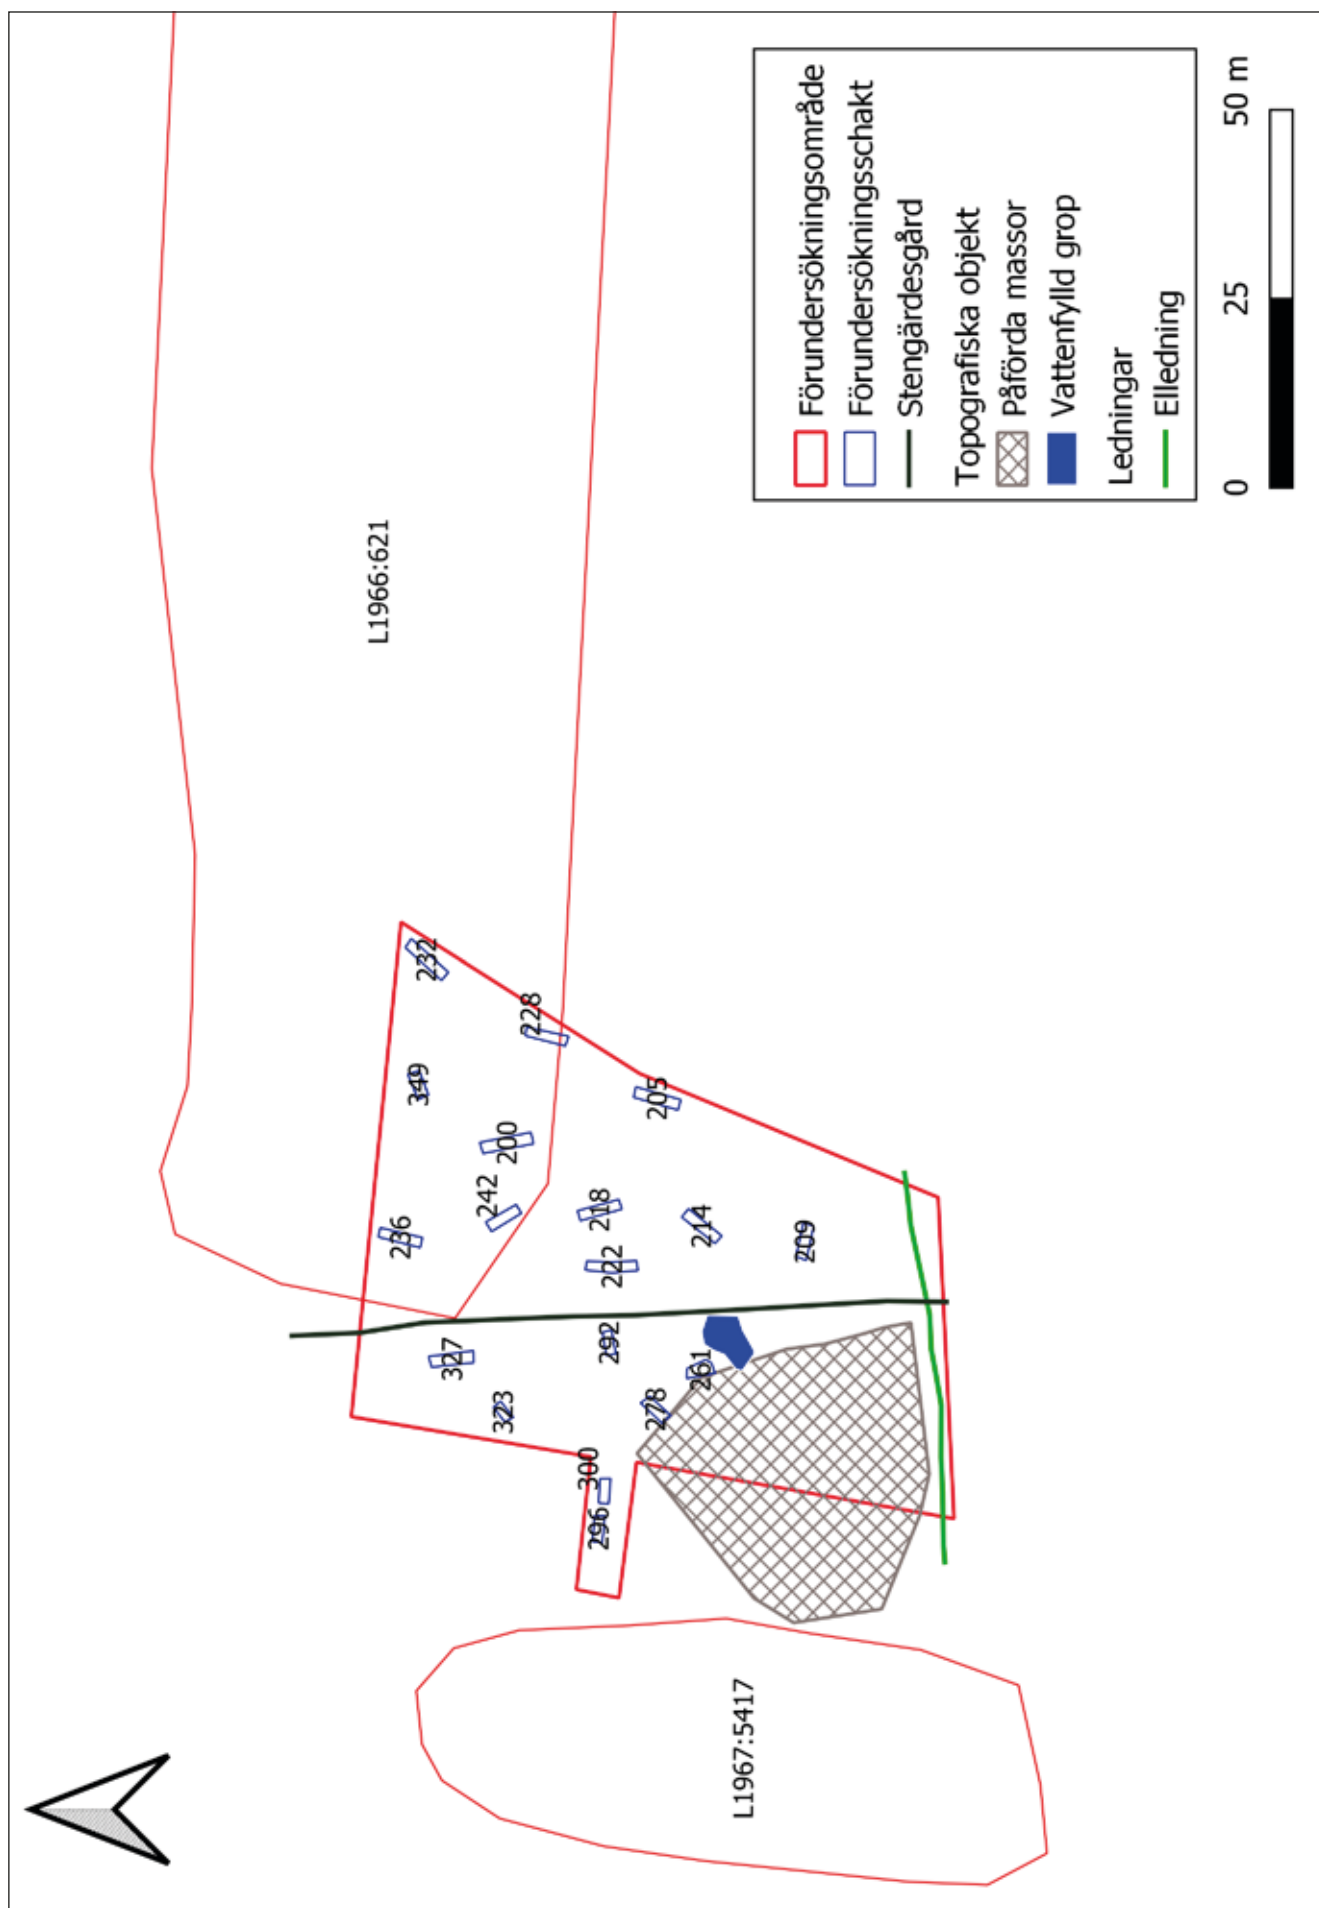 L1966:621
232
228
349
205
200
242
236
218
214
222
209
327
292
261
323
278
300
296
L1967:5417
Förundersökningsområde
Förundersökningsschakt
Stengärdesgård
Topografiska objekt
Påförda massor
Vattenfylld grop
Ledningar
Elledning
0 25 50 m